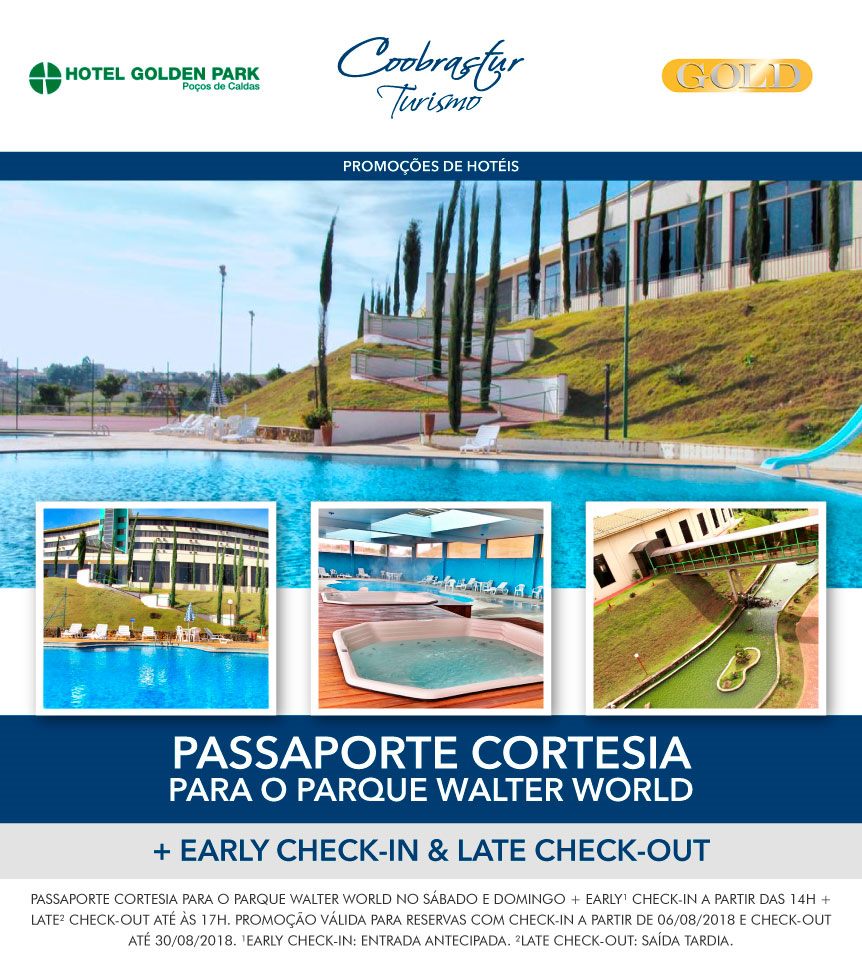 HOTEL GOLDEN PARK
Poços de Caldas
Coobrastur
Turismo
GOLD
PROMOÇÕES DE HOTÉIS
PASSAPORTE CORTESIA
PARA O PARQUE WALTER WORLD
+ EARLY CHECK-IN & LATE CHECK-OUT
PASSAPORTE CORTESIA PARA O PARQUE WALTER WORLD NO SÁBADO E DOMINGO + EARLY¹ CHECK-IN A PARTIR DAS 14H +
LATE² CHECK-OUT ATÉ ÀS 17H. PROMOÇÃO VÁLIDA PARA RESERVAS COM CHECK-IN A PARTIR DE 06/08/2018 E CHECK-OUT
ATÉ 30/08/2018. ¹EARLY CHECK-IN: ENTRADA ANTECIPADA. ²LATE CHECK-OUT: SAÍDA TARDIA.